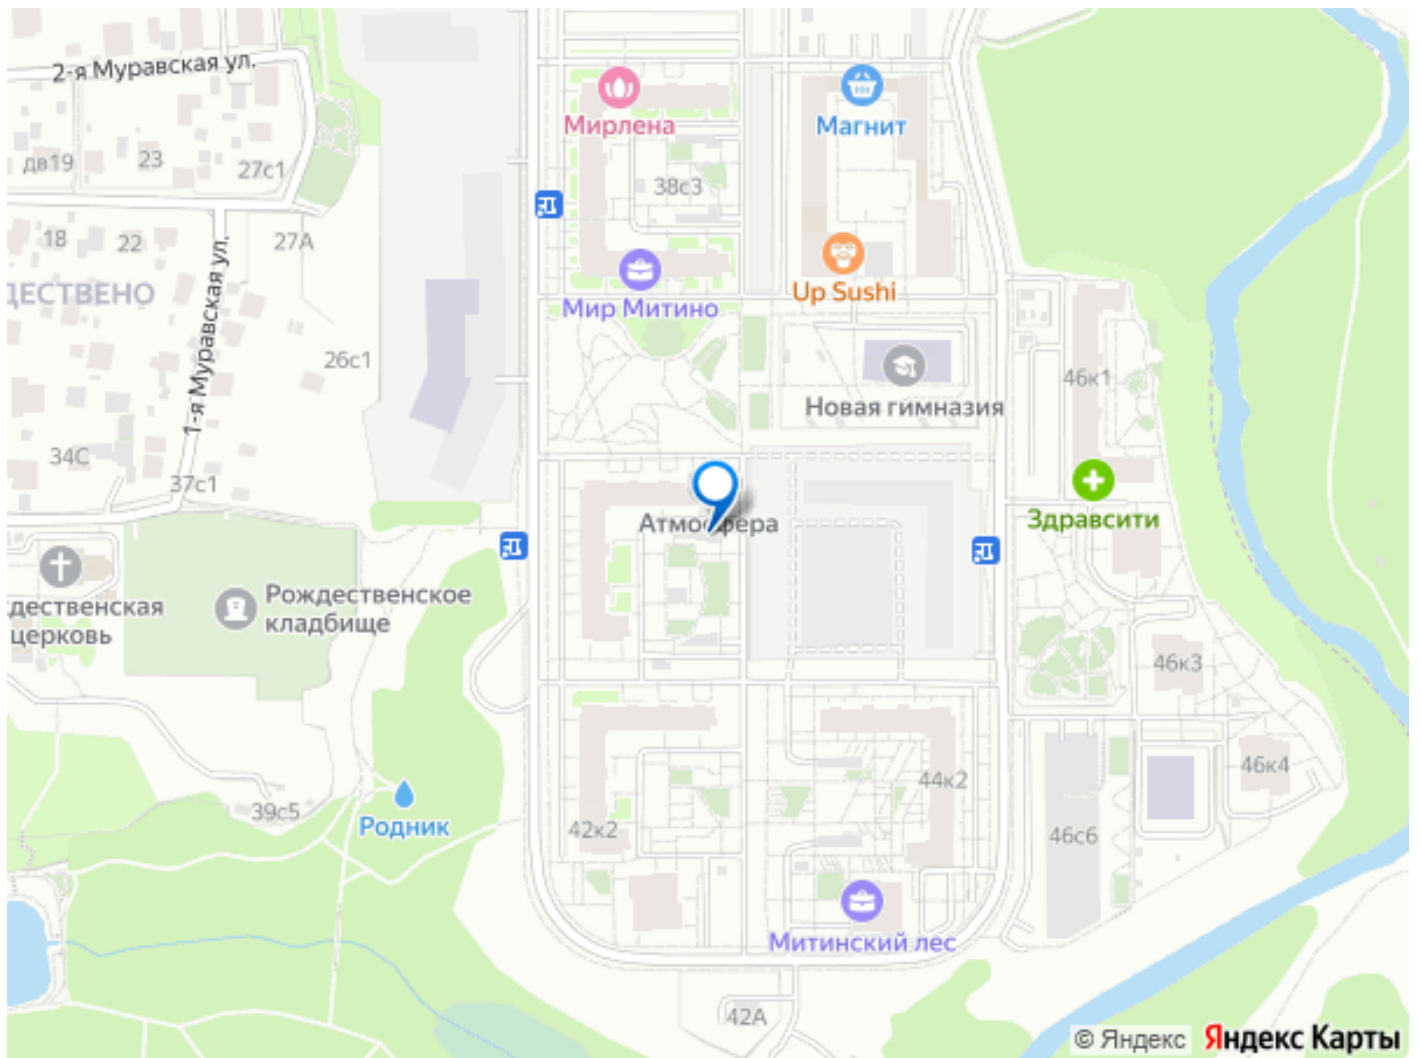 2-я Муравская ул.
Мирлена
Магнит
дв19
23
27с1
38с3
18
22
27А
ДЕСТВЕНО
Up Sushi
Мир Митино
1-я Муравская ул.
26с1
46к1
Новая гимназия
34С
37с1
Атмосфера
Здравсити
дественская
церковь
Рождественское
кладбище
46к3
44к2
46к4
39с5
Родник
42к2
46с6
Митинский лес
42А
© Яндекс Яндекс Карты